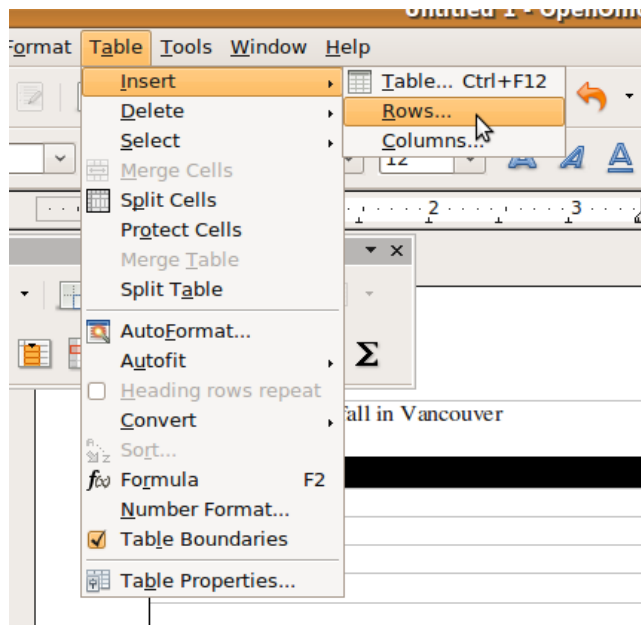 Untitled 1 - OpenOffi
Format Table Tools Window Help
Insert
Table... Ctrl+F12
Delete
Rows...
Select
Columns...
12
Merge Cells
Split Cells
2 3
Protect Cells
Merge Table
Split Table
AutoFormat...
Autofit
Σ
Heading rows repeat
Convert
fall in Vancouver
Sort...
f(x) Formula F2
Number Format...
Table Boundaries
Table Properties...